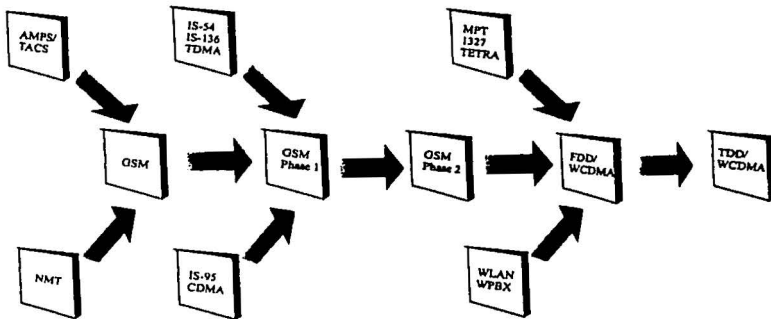 AMPS/
TACS
IS-54
IS-136
TDMA
MPT
1327
TETRA
GSM
GSM
Phase 1
GSM
Phase 2
FDD/
WCDMA
TDD/
WCDMA
NMT
IS-95
CDMA
WLAN
WPBX